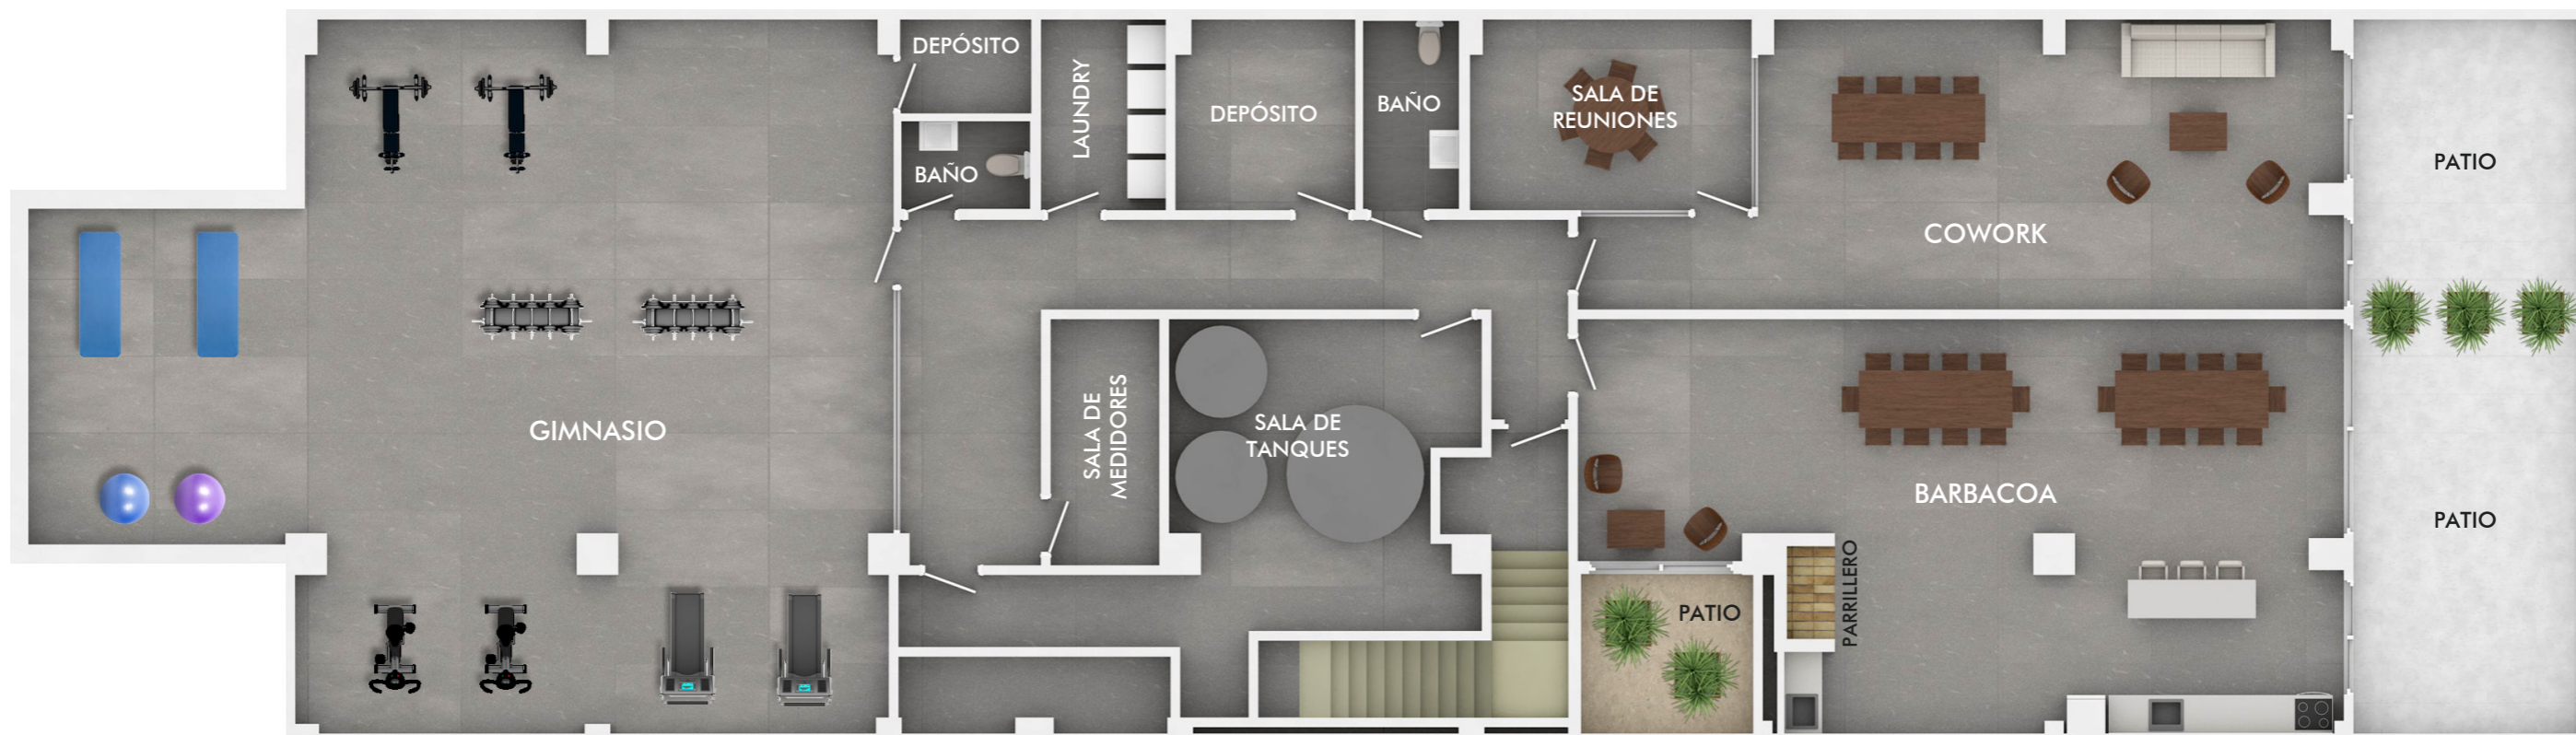 DEPÓSITO
LAUNDRY
BAÑO
DEPÓSITO
BAÑO
SALA DE
REUNIONES
PATIO
COWORK
GIMNASIO
SALA DE
MEDIDORES
SALA DE
TANQUES
BARBACOA
PATIO
PATIO
PARRILLERO